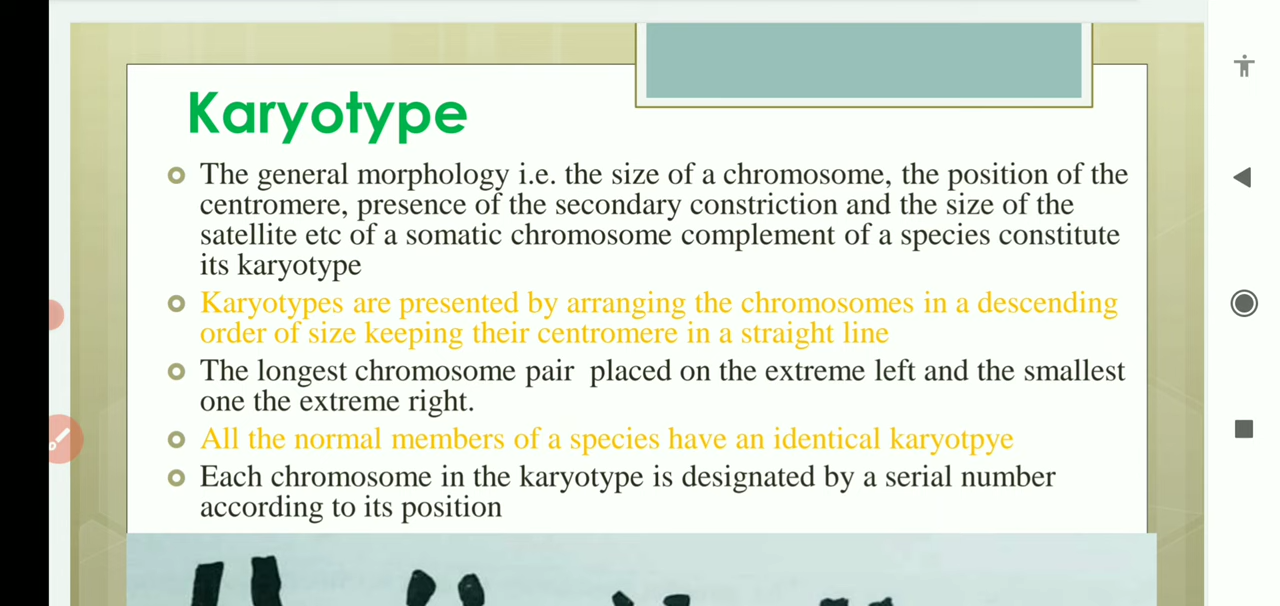 Karyotype
The general morphology i.e. the size of a chromosome, the position of the
centromere, presence of the secondary constriction and the size of the
satellite etc of a somatic chromosome complement of a species constitute
its karyotype
Karyotypes are presented by arranging the chromosomes in a descending
order of size keeping their centromere in a straight line
The longest chromosome pair placed on the extreme left and the smallest
one the extreme right.
All the normal members of a species have an identical karyotpye
Each chromosome in the karyotype is designated by a serial number
according to its position